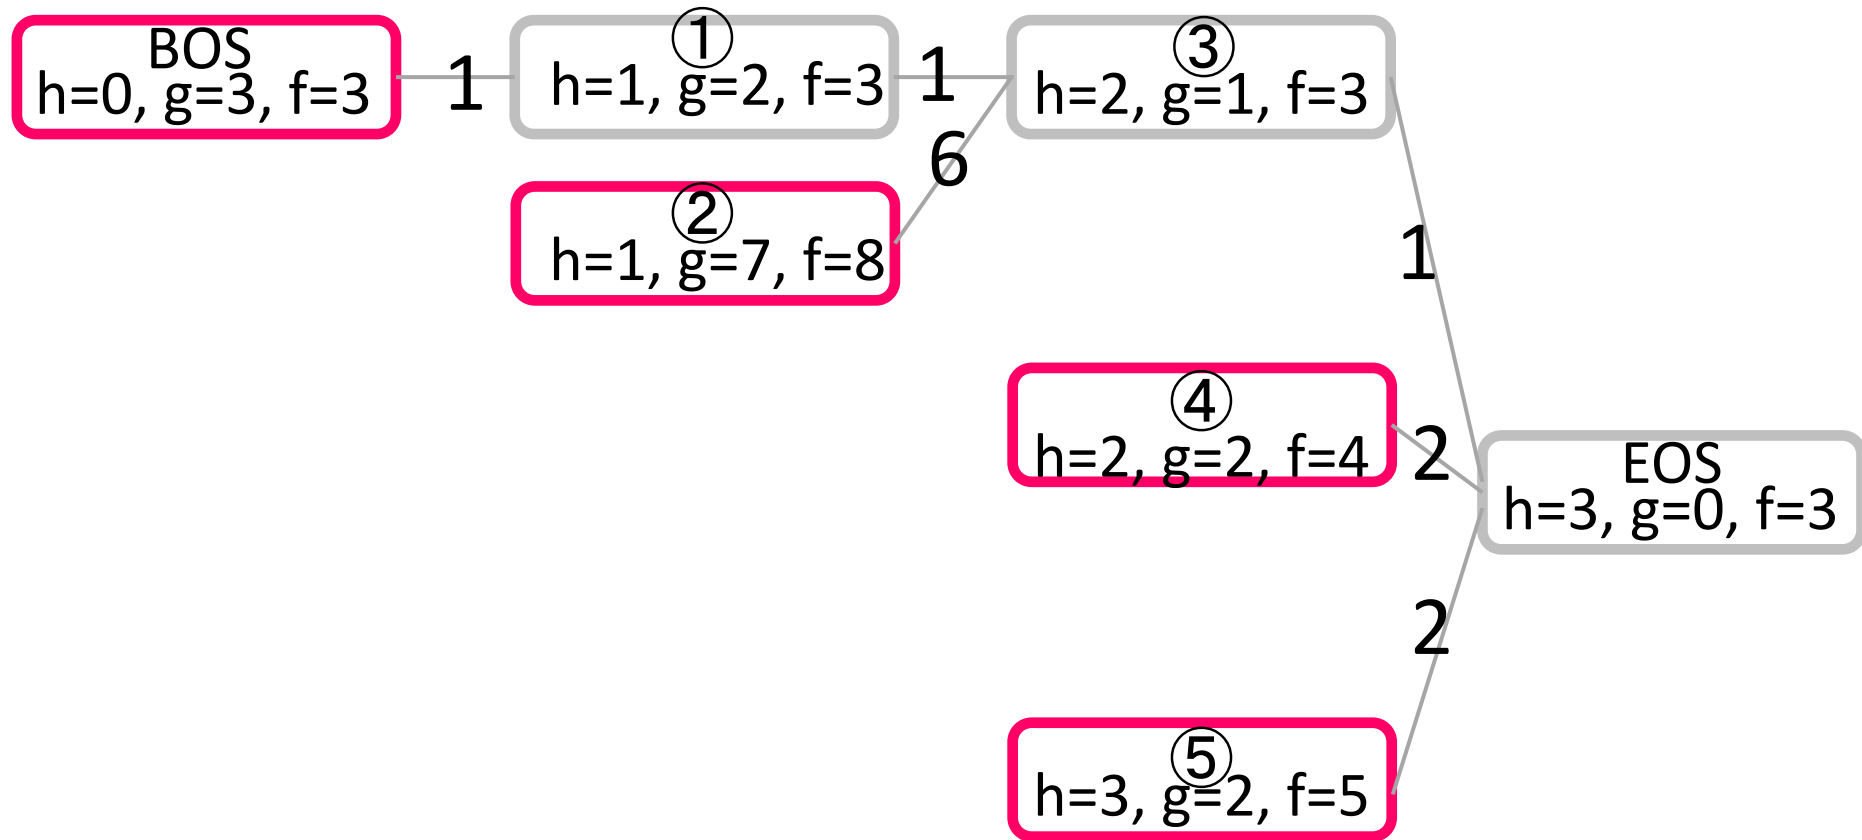 BOS
h=0, g=3, f=3
1
①
h=1, g=2, f=3
1
③
h=2, g=1, f=3
6
②
h=1, g=7, f=8
1
④
h=2, g=2, f=4
2
EOS
h=3, g=0, f=3
2
⑤
h=3, g=2, f=5